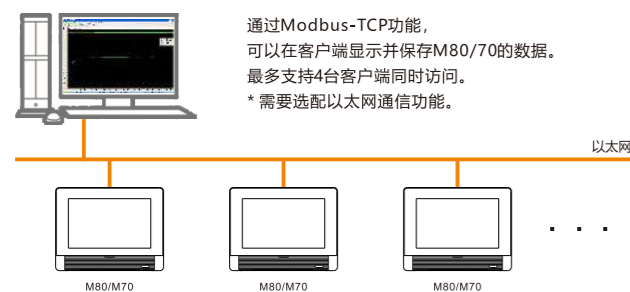 通过Modbus-TCP功能，
可以在客户端显示并保存M80/70的数据。
最多支持4台客户端同时访问。
* 需要选配以太网通信功能。
以太网
M80/M70
M80/M70
M80/M70